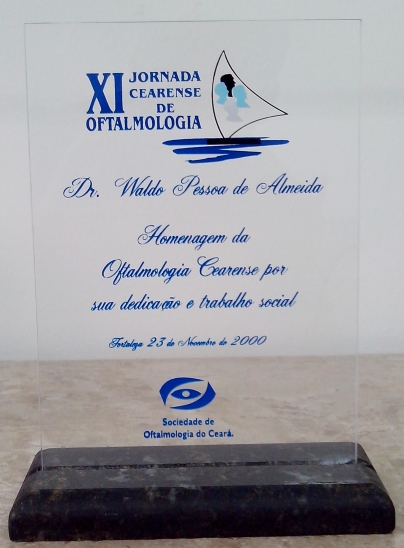 XI JORNADA
CEARENSE
DE
OFTALMOLOGIA
Dr. Waldo Pessoa de Almeida
Homenagem da
Oftalmologia Cearense por
sua dedicação e trabalho social
Fortaleza 23 de Novembro de 2000
Sociedade de
Oftalmologia do Ceará.